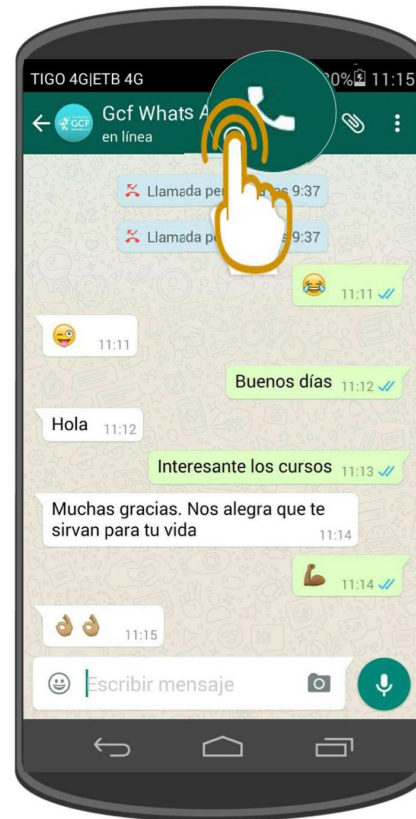 TIGO 4G|ETB 4G 0% 11:15
GCF Gcf Whats A
en línea
Llamada pe 9:37
Llamada p 9:37
11:11
11:11
Buenos días 11:12
Hola 11:12
Interesante los cursos 11:13
Muchas gracias. Nos alegra que te
sirvan para tu vida 11:14
11:14
11:15
Escribir mensaje